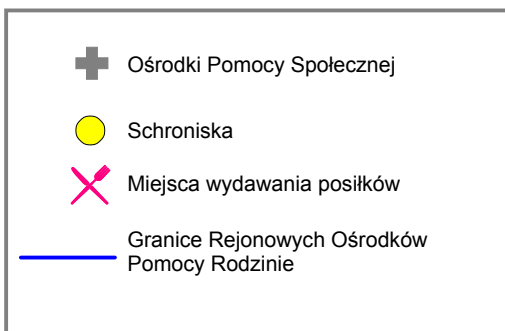 Ośrodki Pomocy Społecznej
Schroniska
Miejsca wydawania posiłków
Granice Rejonowych Ośrodków
Pomocy Rodzinie